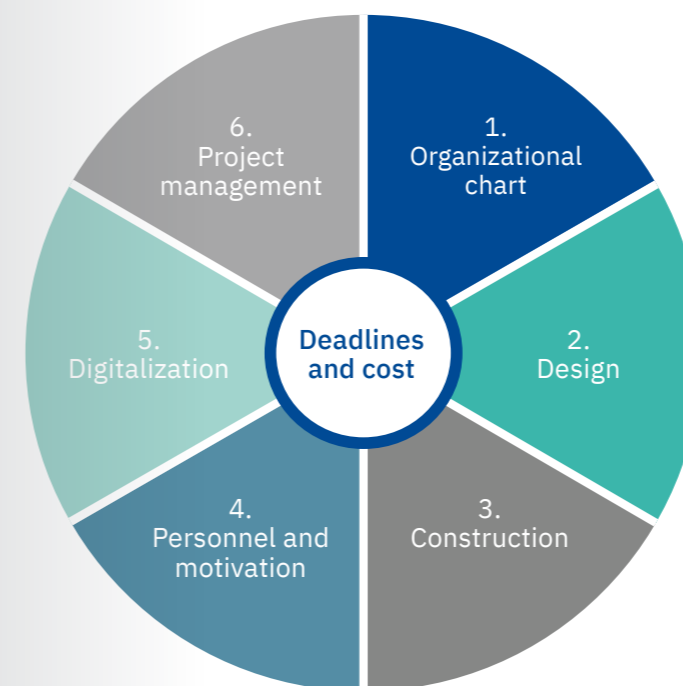 1.
Organizational
chart
2.
Design
3.
Construction
4.
Personnel and
motivation
5.
Digitalization
6.
Project
management
Deadlines
and cost